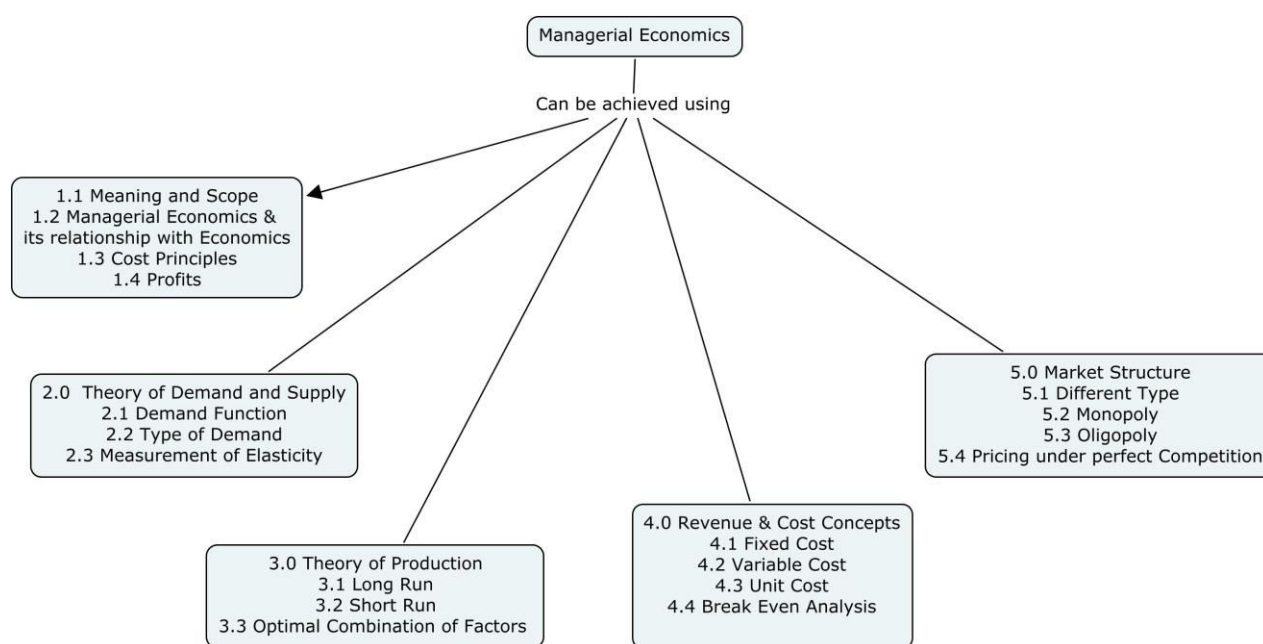 Managerial Economics
Can be achieved using
1.1 Meaning and Scope
1.2 Managerial Economics &
its relationship with Economics
1.3 Cost Principles
1.4 Profits
2.0  Theory of Demand and Supply
2.1 Demand Function
2.2 Type of Demand
2.3 Measurement of Elasticity
3.0 Theory of Production
3.1 Long Run
3.2 Short Run
3.3 Optimal Combination of Factors
4.0 Revenue & Cost Concepts
4.1 Fixed Cost
4.2 Variable Cost
4.3 Unit Cost
4.4 Break Even Analysis
5.0 Market Structure
5.1 Different Type
5.2 Monopoly
5.3 Oligopoly
5.4 Pricing under perfect Competition